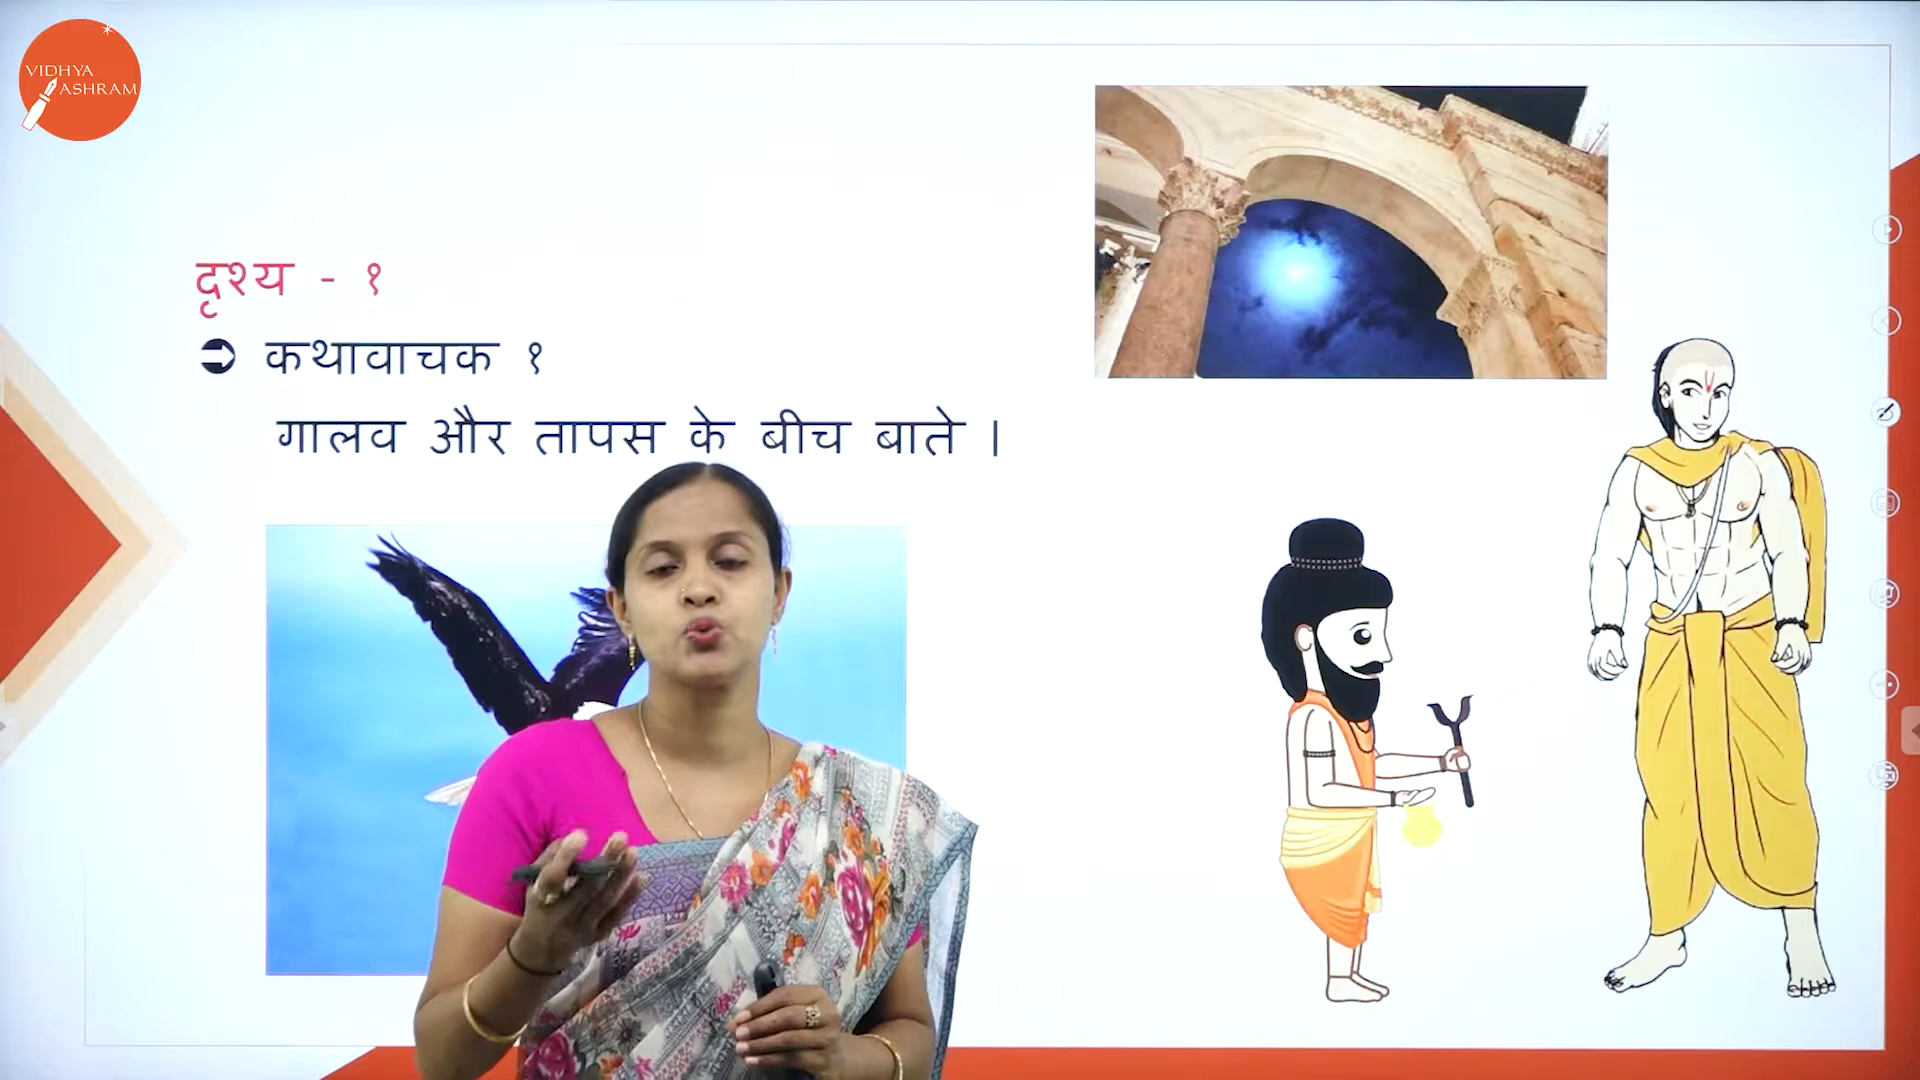 VIDHYA
ASHRAM
दृश्य - १
कथावाचक १
गालव और तापस के बीच बाते ।